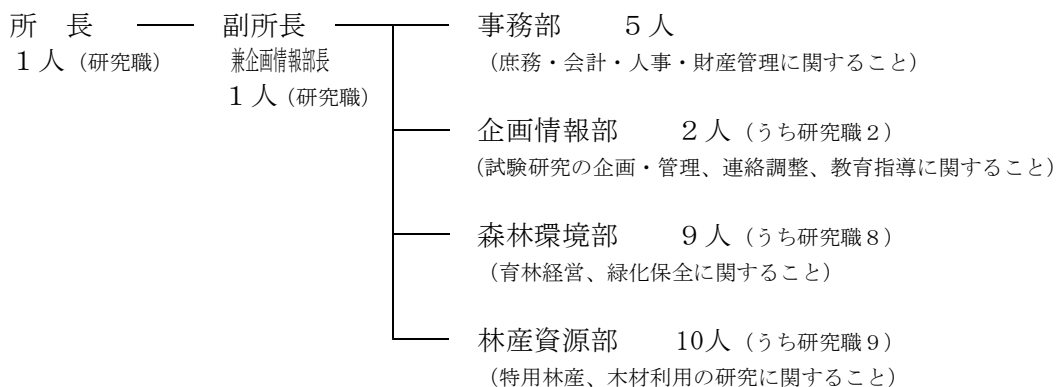 所　長　副所長　事務部　５人
１人（研究職）　兼企画情報部長　（庶務・会計・人事・財産管理に関すること）
１人（研究職）
企画情報部　２人（うち研究職２）
（試験研究の企画・管理、連絡調整、教育指導に関すること）
森林環境部　９人（うち研究職８）
（育林経営、緑化保全に関すること）
林産資源部　10人（うち研究職９）
（特用林産、木材利用の研究に関すること）